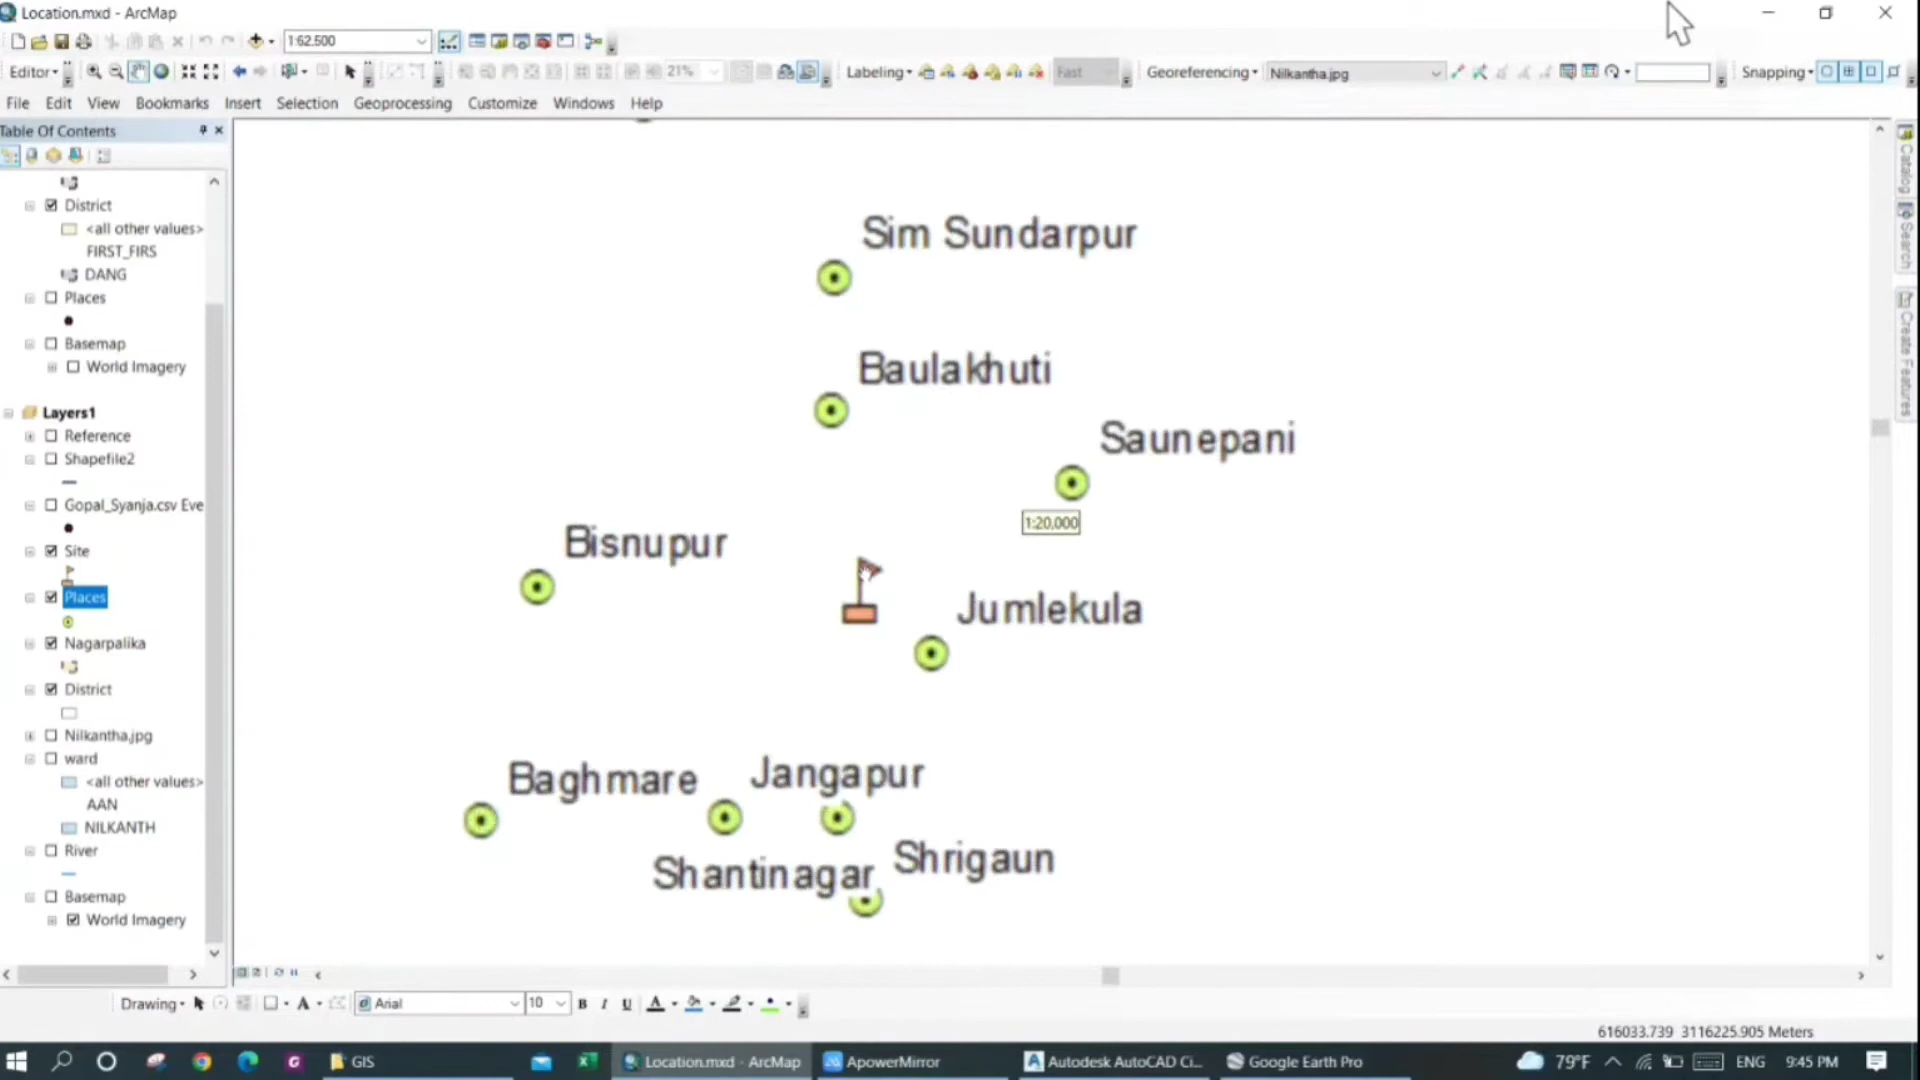 Location.mxd - ArcMap
1:62.500
Editor
21%
Labeling
Fast
Georeferencing
Nilkantha.jpg
Snapping
File Edit View Bookmarks Insert Selection Geoprocessing Customize Windows Help
Table Of Contents
District
<all other values>
FIRST_FIRS
DANG
Places
Basemap
World Imagery
Layers1
Reference
Shapefile2
Gopal_Syanja.csv Eve
Site
Places
Nagarpalika
District
Nilkantha.jpg
ward
<all other values>
AAN
NILKANTH
River
Basemap
World Imagery
Sim Sundarpur
Baulakhuti
Saunepani
1:20,000
Bisnupur
Jumlekula
Baghmare
Jangapur
Shantinagar
Shrigaun
Catalog
Search
Create Features
Drawing
A
Arial
10
B I U A
616033.739 3116225.905 Meters
GIS
Location.mxd - ArcMap
ApowerMirror
Autodesk AutoCAD Ci...
Google Earth Pro
79°F
ENG
9:45 PM